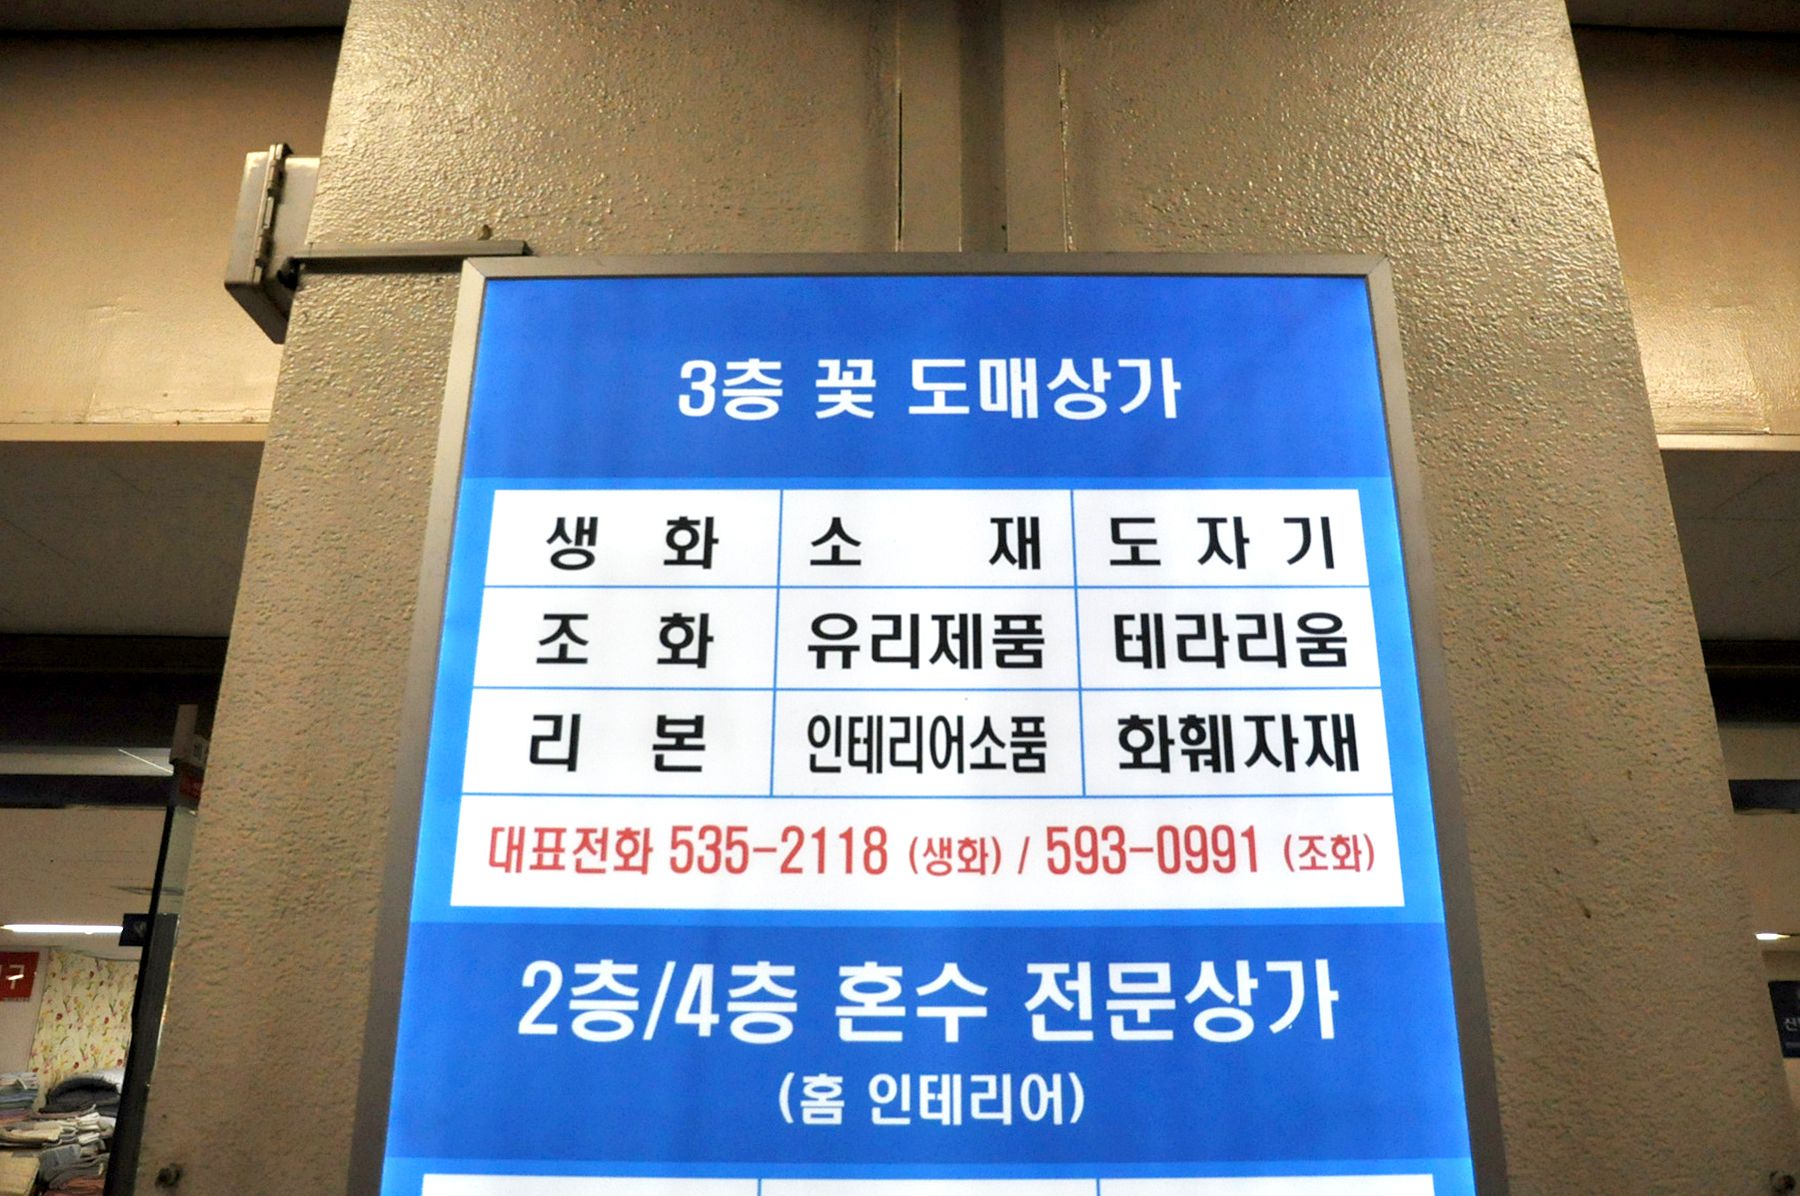 3층 꽃 도매상가
생 화 소 재 도 자 기
조 화 유리제품 테라리움
리 본 인테리어소품 화훼자재
대표전화 535-2118 (생화) / 593-0991 (조화)
2층/4층 혼수 전문상가
(홈 인테리어)